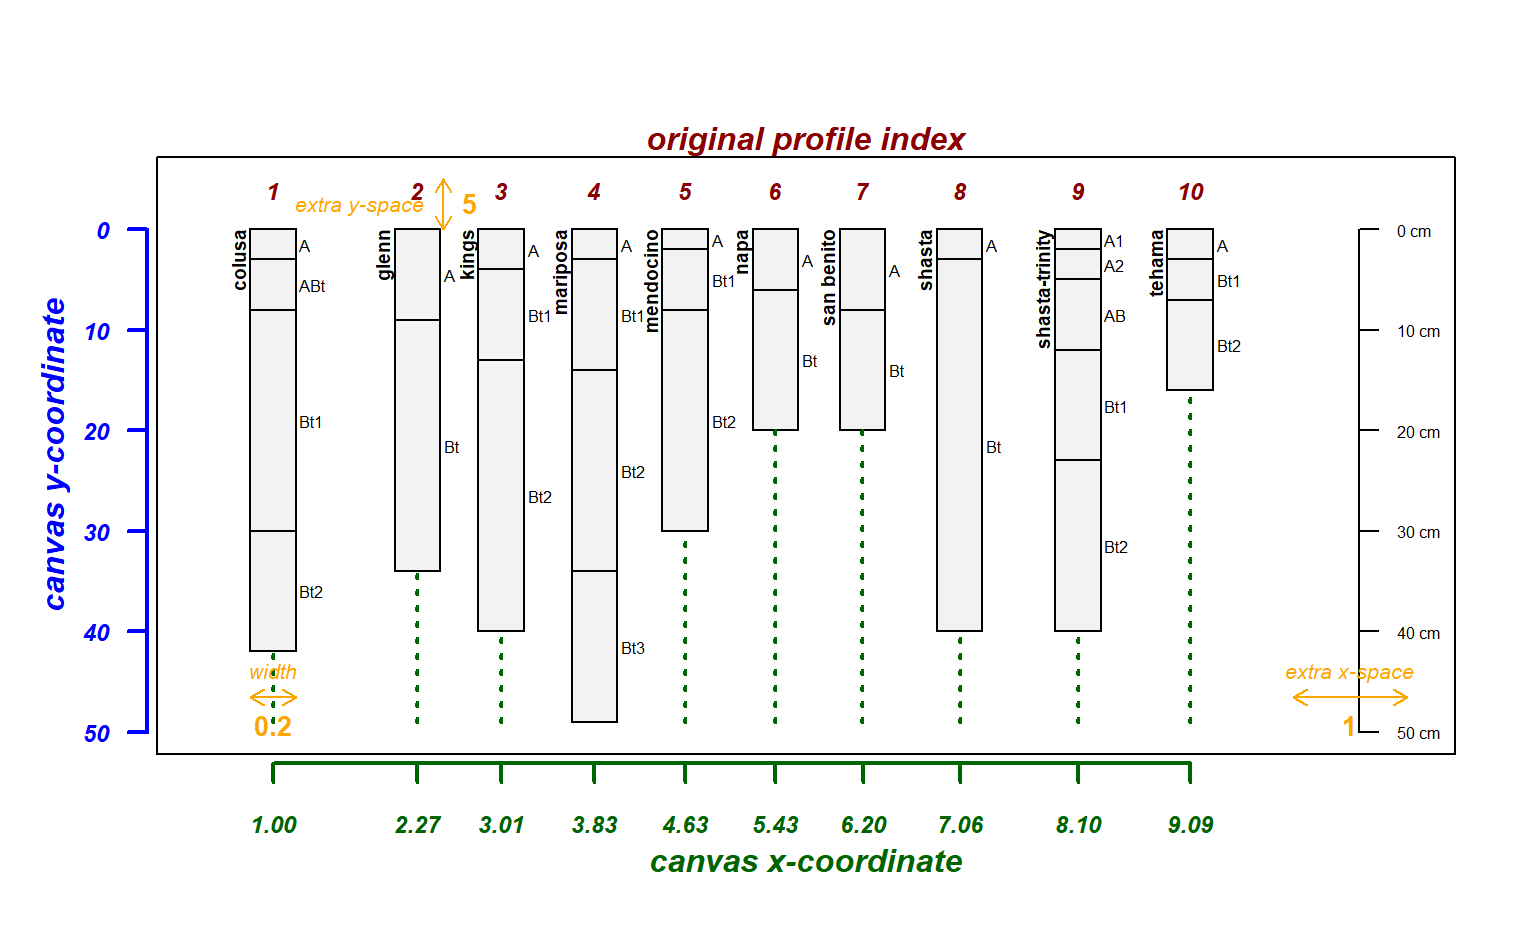 original profile index
1 2 3 4 5 6 7 8 9 10
extra y-space 5
canvas y-coordinate
0
10
20
30
40
50
colusa
A
ABt
Bt1
Bt2
glenn
A
Bt
kings
A
Bt1
Bt2
mariposa
A
Bt1
Bt2
Bt3
mendocino
A
Bt1
Bt2
napa
A
Bt
san benito
A
Bt
shasta
A
Bt
shasta-trinity
A1
A2
AB
Bt1
Bt2
tehama
A
Bt1
Bt2
0 cm
10 cm
20 cm
30 cm
40 cm
50 cm
width
0.2
extra x-space
1
1.00 2.27 3.01 3.83 4.63 5.43 6.20 7.06 8.10 9.09
canvas x-coordinate